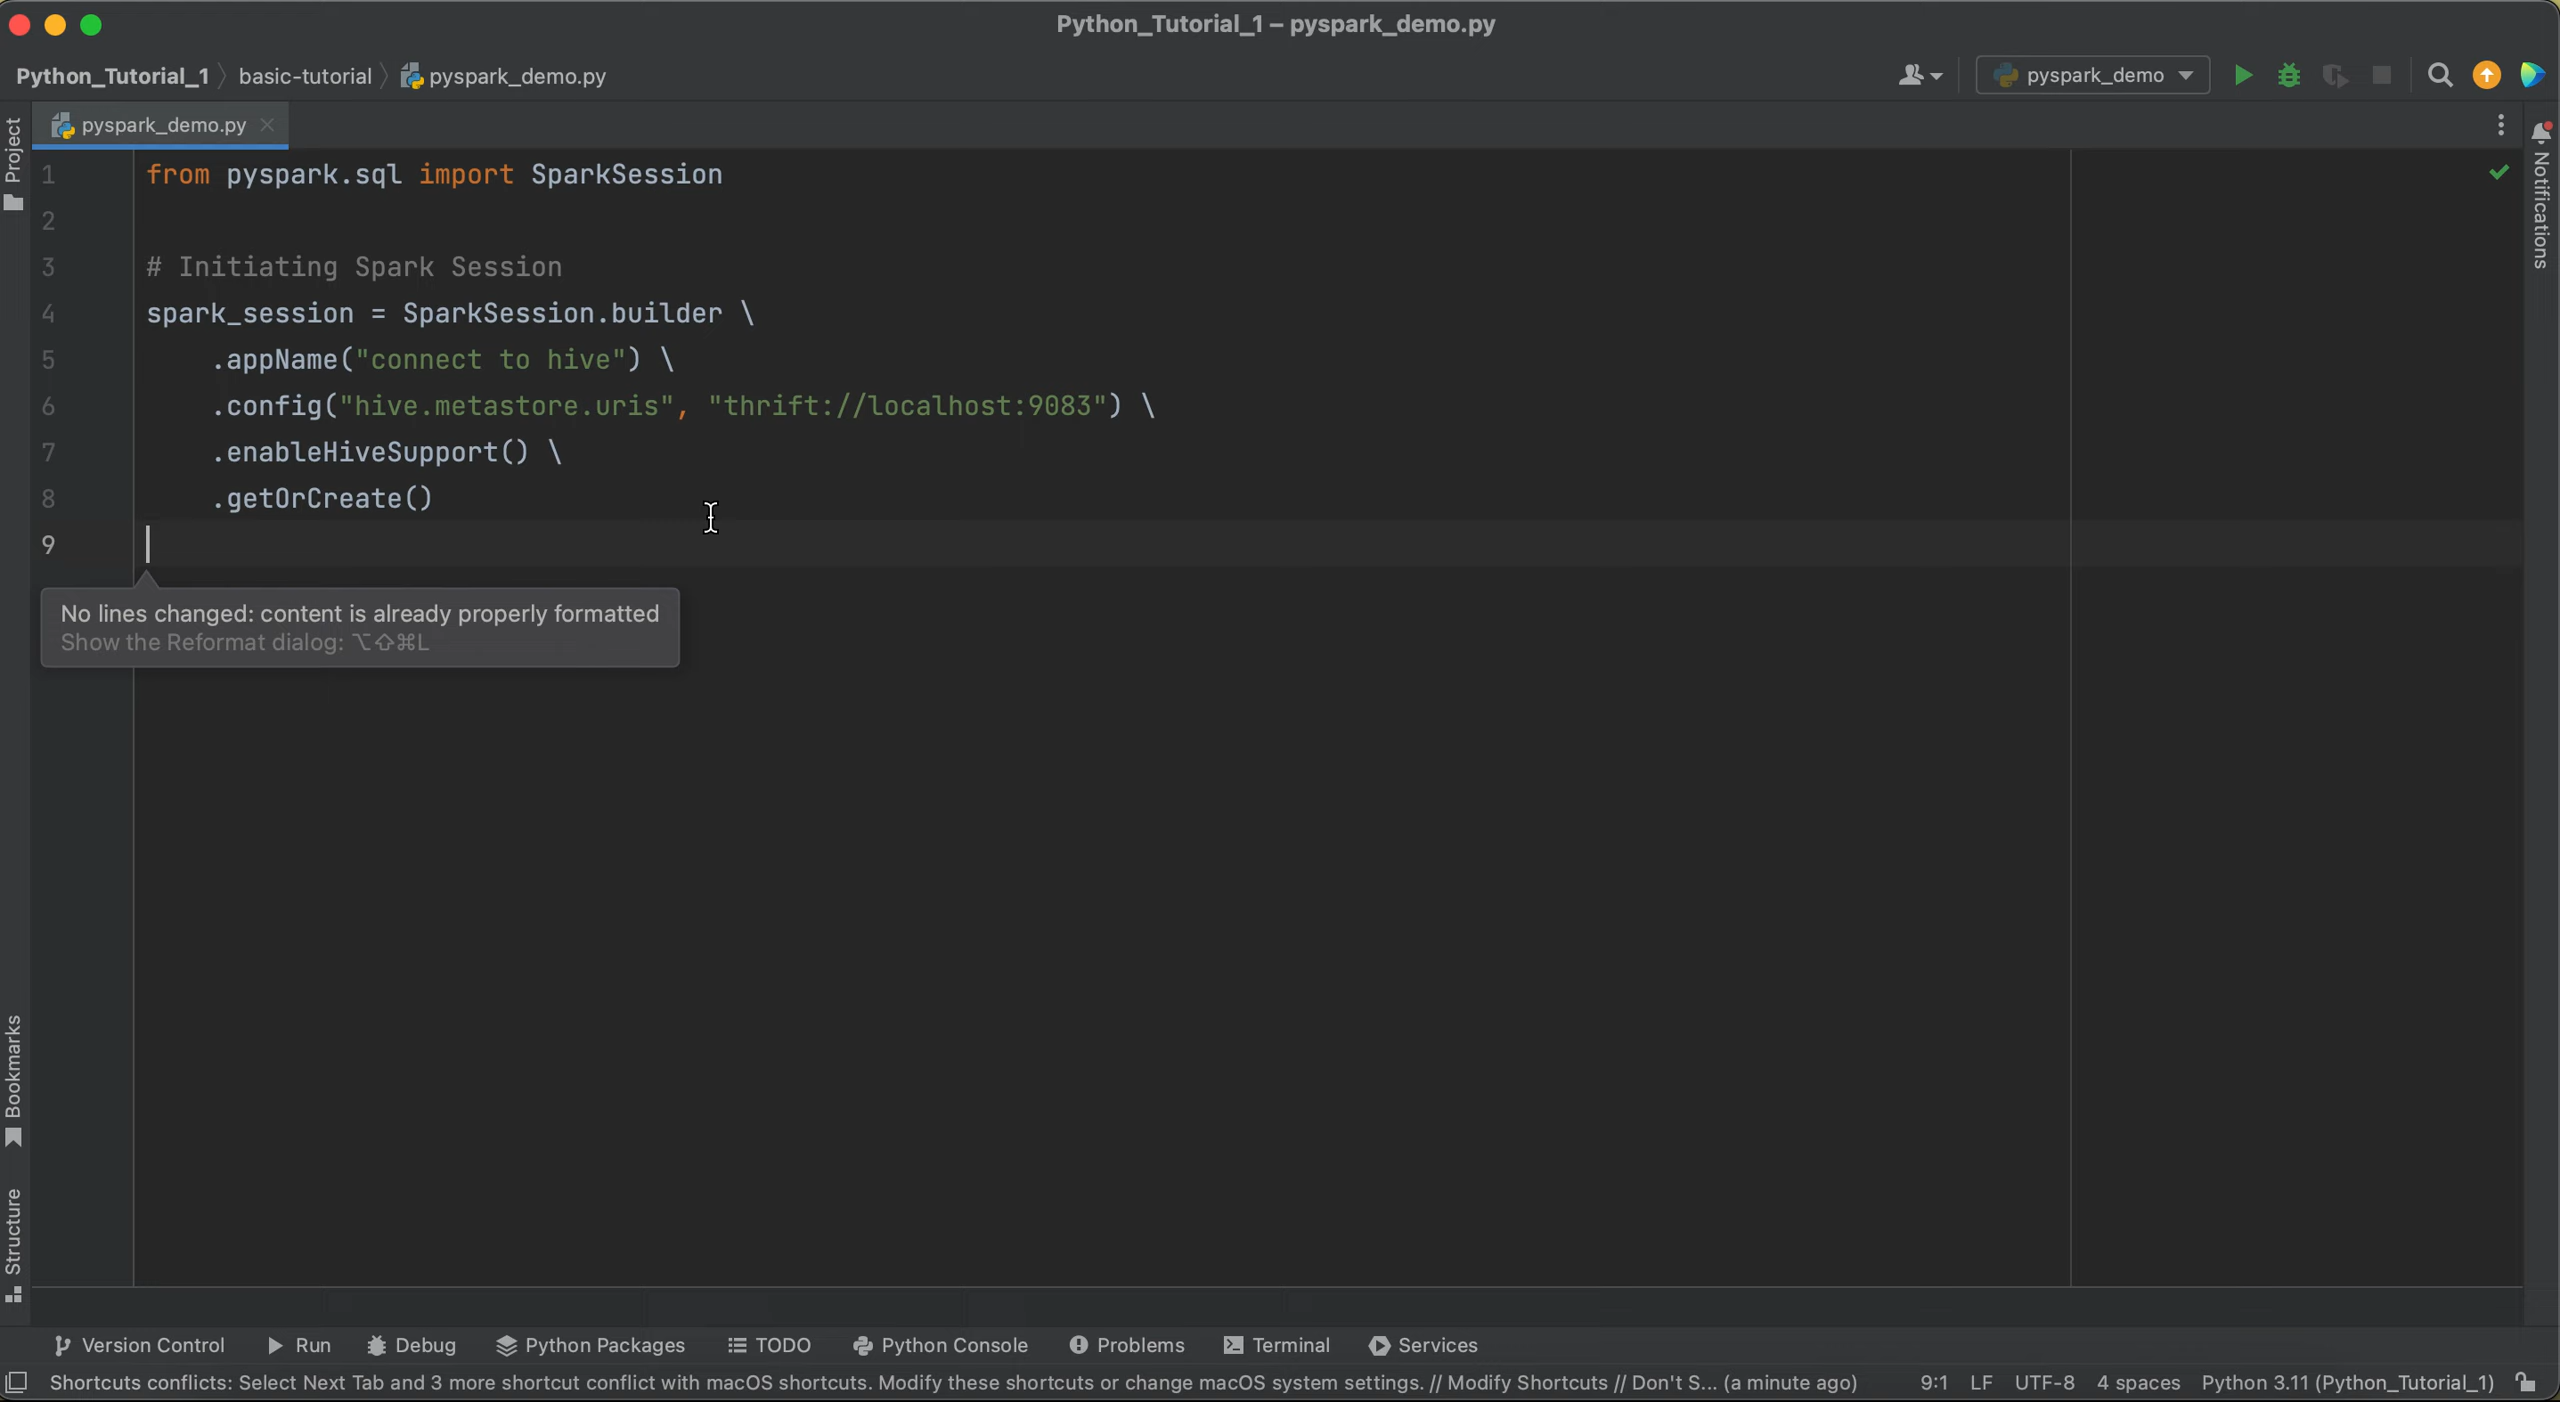 Python_Tutorial_1 – pyspark_demo.py
Python_Tutorial_1 basic-tutorial pyspark_demo.py
pyspark_demo
pyspark_demo.py
Project
Notifications
1 from pyspark.sql import SparkSession
2
3 # Initiating Spark Session
4 spark_session = SparkSession.builder \
5 .appName("connect to hive") \
6 .config("hive.metastore.uris", "thrift://localhost:9083") \
7 .enableHiveSupport() \
8 .getOrCreate()
9
No lines changed: content is already properly formatted
Show the Reformat dialog: ⌥⇧⌘L
Bookmarks
Structure
Version Control Run Debug Python Packages TODO Python Console Problems Terminal Services
Shortcuts conflicts: Select Next Tab and 3 more shortcut conflict with macOS shortcuts. Modify these shortcuts or change macOS system settings. // Modify Shortcuts // Don't S... (a minute ago) 9:1 LF UTF-8 4 spaces Python 3.11 (Python_Tutorial_1)